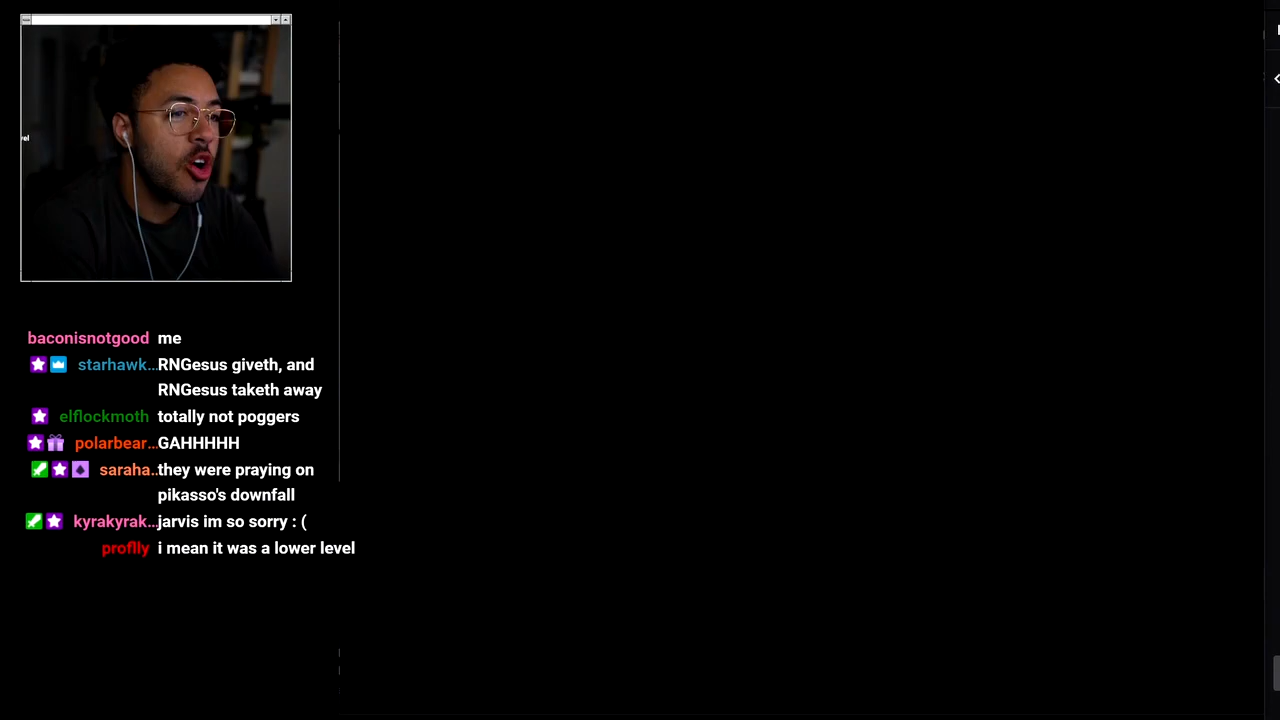 baconisnotgood me
starhawk… RNGesus giveth, and
RNGesus taketh away
elflockmoth totally not poggers
polarbear… GAHHHHH
saraha… they were praying on
pikasso's downfall
kyrakyrak… jarvis im so sorry : (
proflly i mean it was a lower level